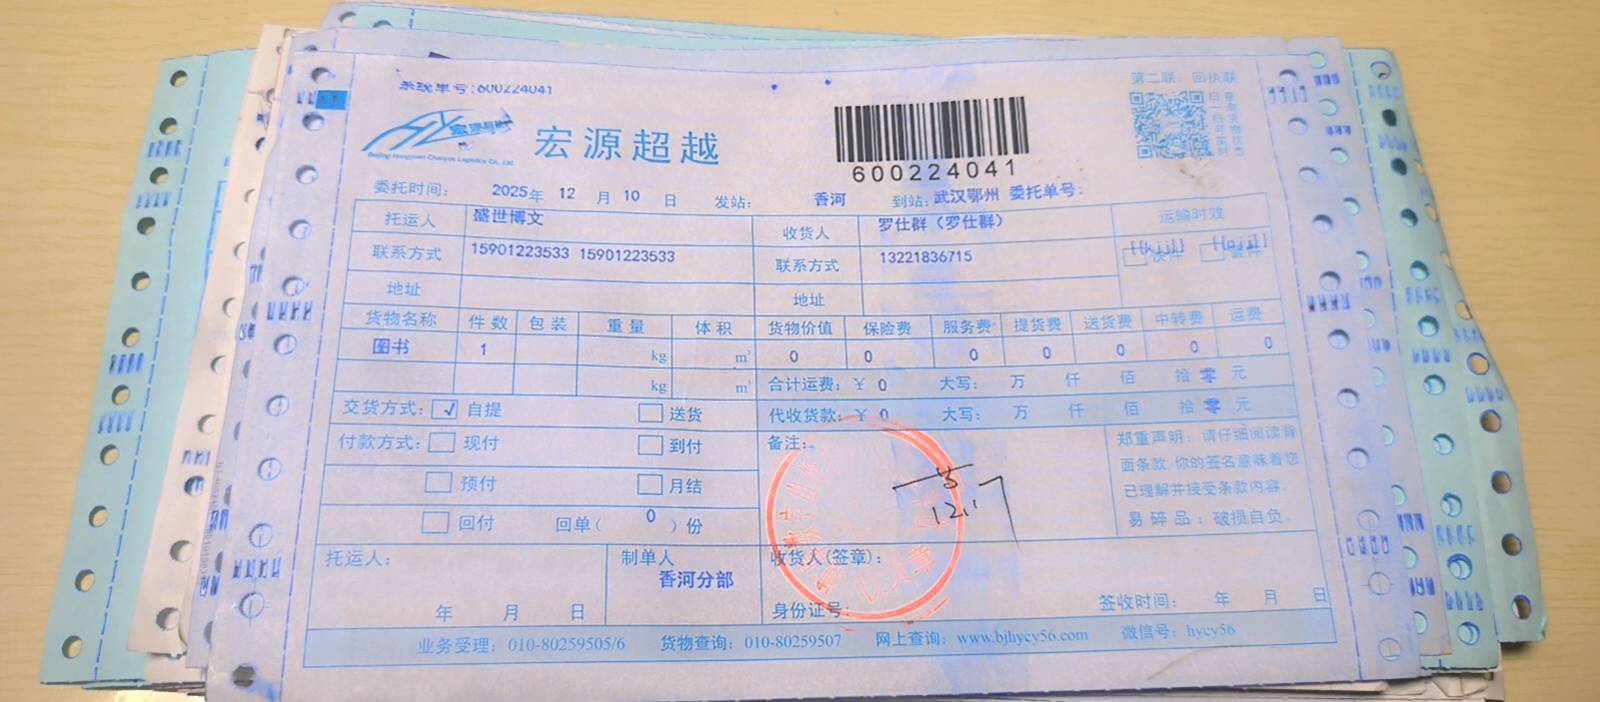 系统单号:600224041
第二联: 回执联
宏源超越
Beijing Hongyuan Chaoyue Logistics Co., Ltd.
600224041
委托时间: 2025年 12 月 10 日 发站: 香河 到站: 武汉鄂州 委托单号:
托运人 盛世博文 收货人 罗仕群（罗仕群） 运输时效
联系方式 15901223533 15901223533 联系方式 13221836715
地址 地址
货物名称 件数 包装 重量 体积 货物价值 保险费 服务费 提货费 送货费 中转费 运费
图书 1 kg m³ 0 0 0 0 0 0 0
kg m³ 合计运费: ¥ 0 大写: 万 仟 佰 拾 零 元
交货方式: ✓ 自提 送货 代收货款: ¥ 0 大写: 万 仟 佰 拾 零 元
付款方式: 现付 到付 备注:
预付 月结
回付 回单( 0 )份
郑重声明: 请仔细阅读背
面条款,你的签名意味着您
已理解并接受条款内容.
易碎品: 破损自负.
12.11
托运人: 制单人 收货人(签章):
香河分部
年 月 日 身份证号: 签收时间: 年 月 日
业务受理: 010-80259505/6 货物查询: 010-80259507 网上查询: www.bjhycy56.com 微信号: hycy56